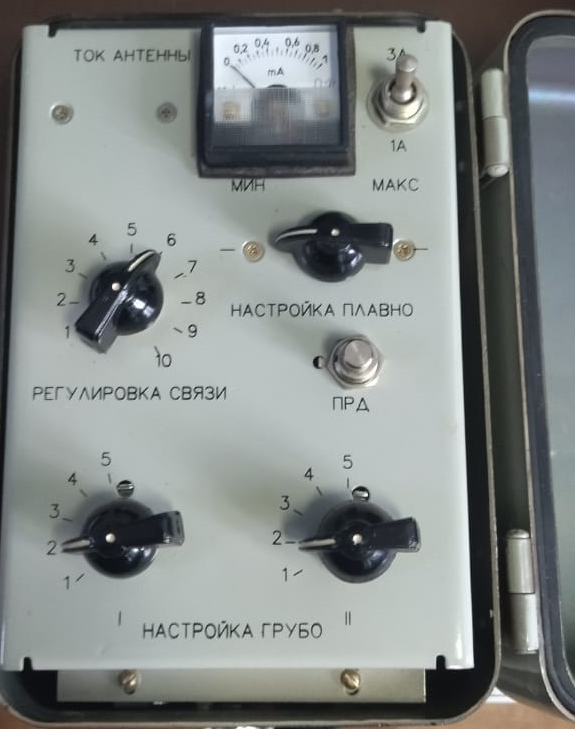 ТОК АНТЕННЫ
0 0,2 0,4 0,6 0,8 1
mA
3А
1А
МИН МАКС
1 2 3 4 5 6 7 8 9 10
НАСТРОЙКА ПЛАВНО
РЕГУЛИРОВКА СВЯЗИ
ПРД
1 2 3 4 5
1 2 3 4 5
I II
НАСТРОЙКА ГРУБО